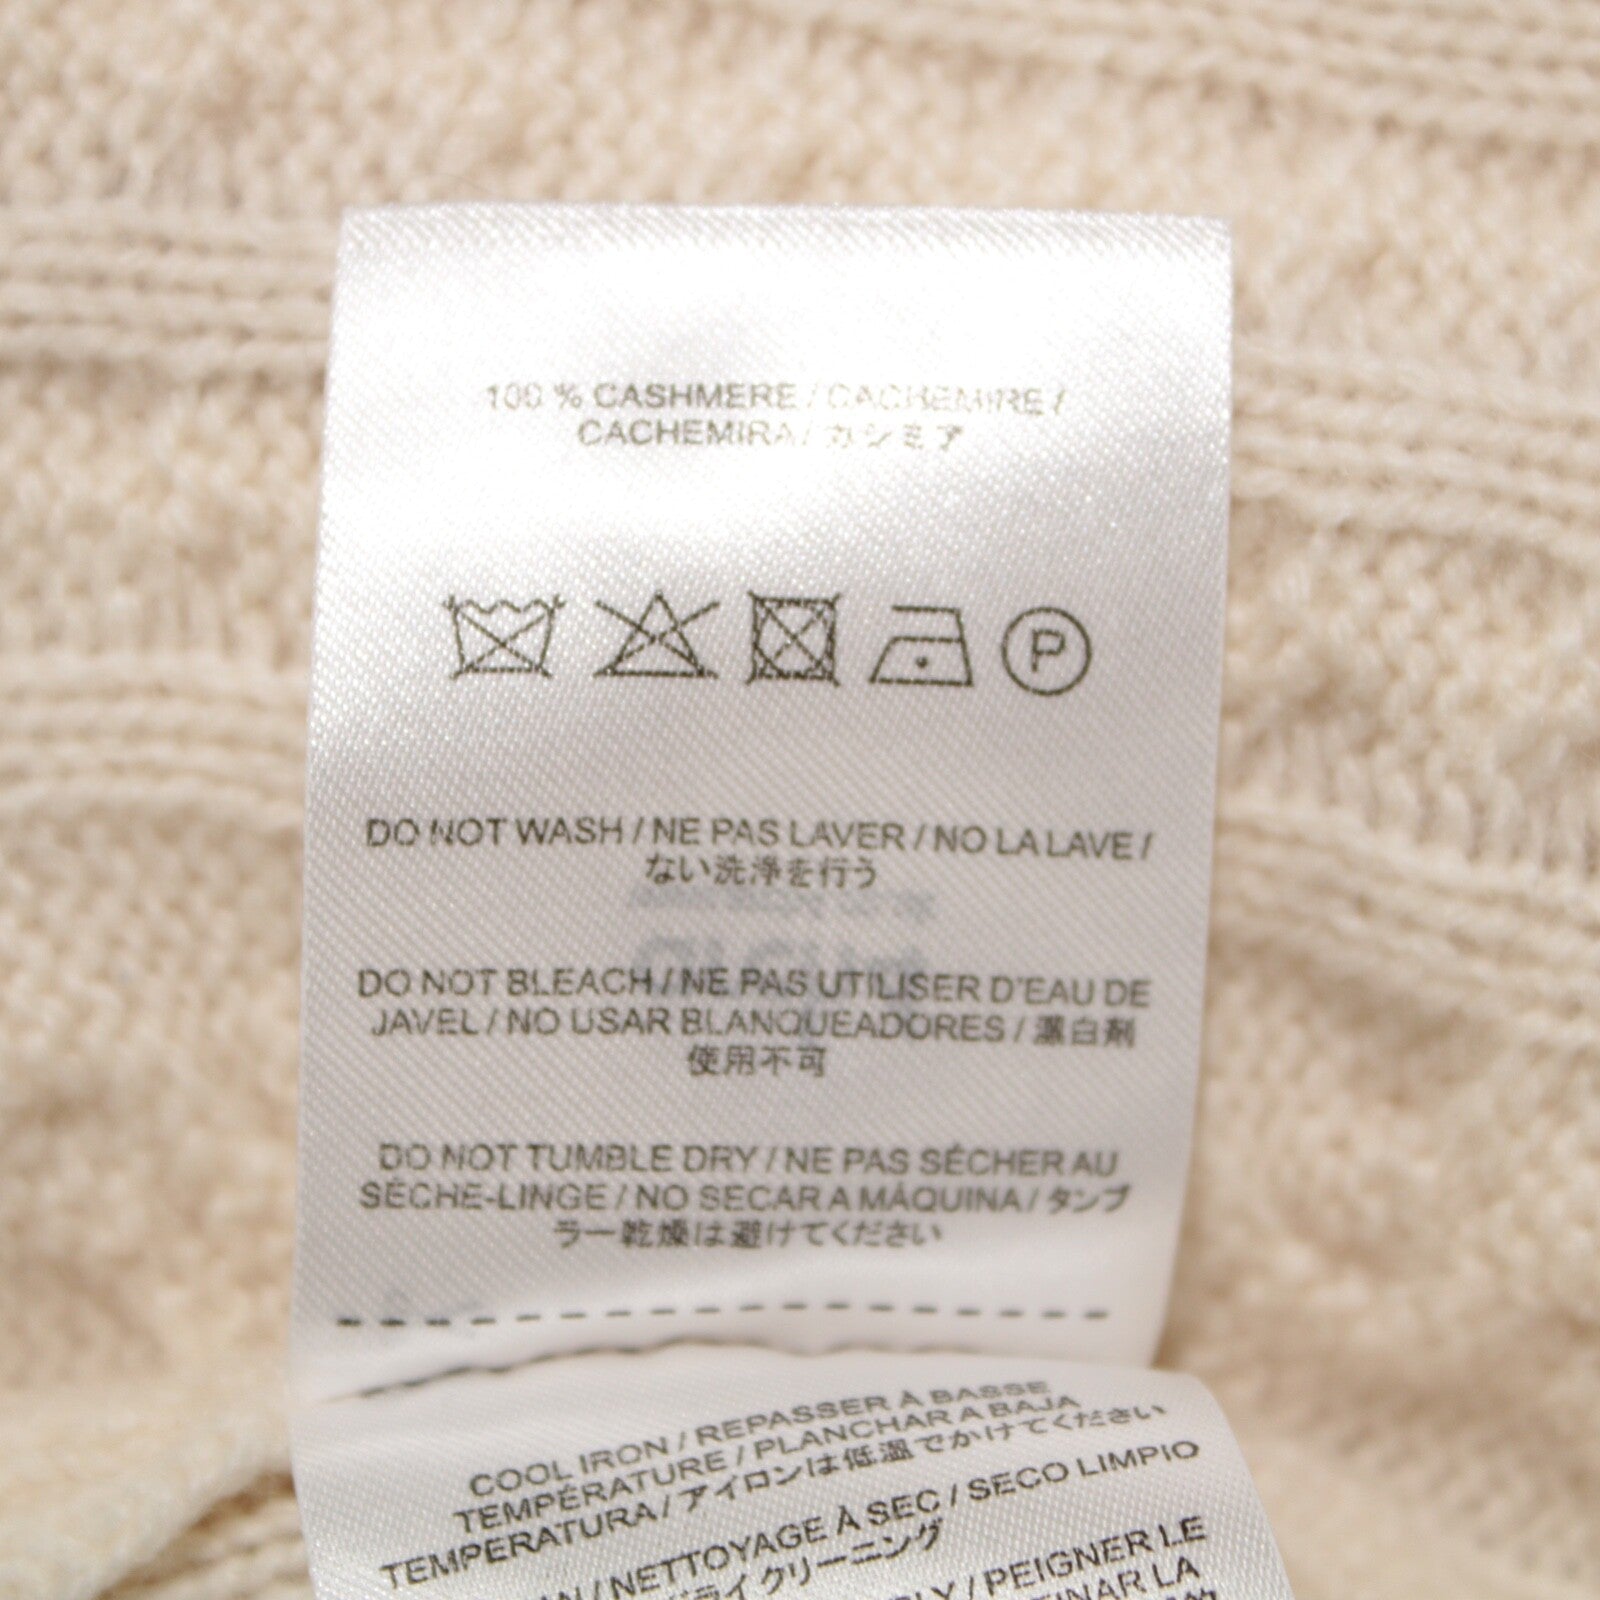 100 % CASHMERE / CACHEMIRE /
CACHEMIRA / カシミア
P
DO NOT WASH / NE PAS LAVER / NO LA LAVE /
ない洗浄を行う
DO NOT BLEACH / NE PAS UTILISER D'EAU DE
JAVEL / NO USAR BLANQUEADORES / 漂白剤
使用不可
DO NOT TUMBLE DRY / NE PAS SÉCHER AU
SÈCHE-LINGE / NO SECAR A MÁQUINA / タンブ
ラー乾燥は避けてください
COOL IRON / REPASSER À BASSE
TEMPÉRATURE / PLANCHAR A BAJA
TEMPERATURA / アイロンは低温でかけてください
/ NETTOYAGE À SEC / SECO LIMPIO
ドライクリーニング
/ PEIGNER LE
LA